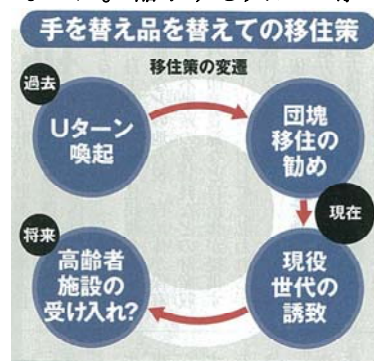 手を替え品を替えての移住策
移住策の変遷
過去
Uターン
喚起
団塊
移住の
勧め
現在
現役
世代の
誘致
将来
高齢者
施設の
受け入れ?